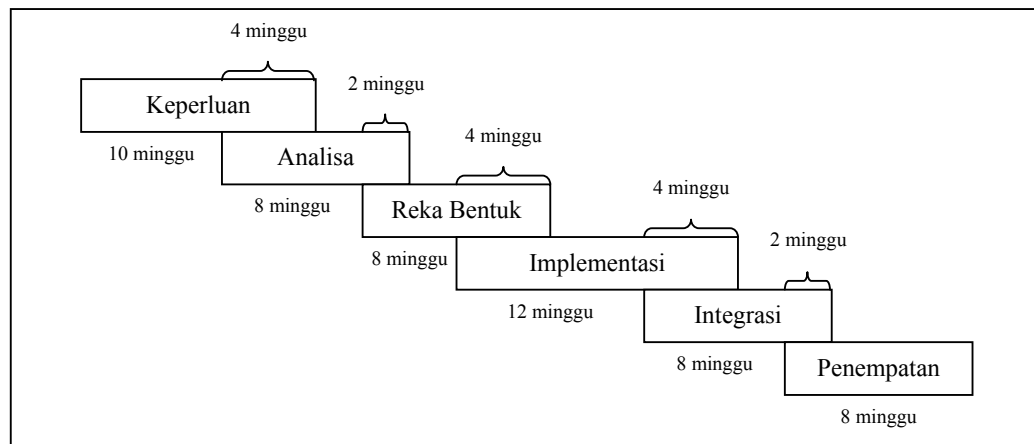 4 minggu
2 minggu
Keperluan
10 minggu
4 minggu
Analisa
8 minggu
4 minggu
Reka Bentuk
8 minggu
2 minggu
Implementasi
12 minggu
Integrasi
8 minggu
Penempatan
8 minggu